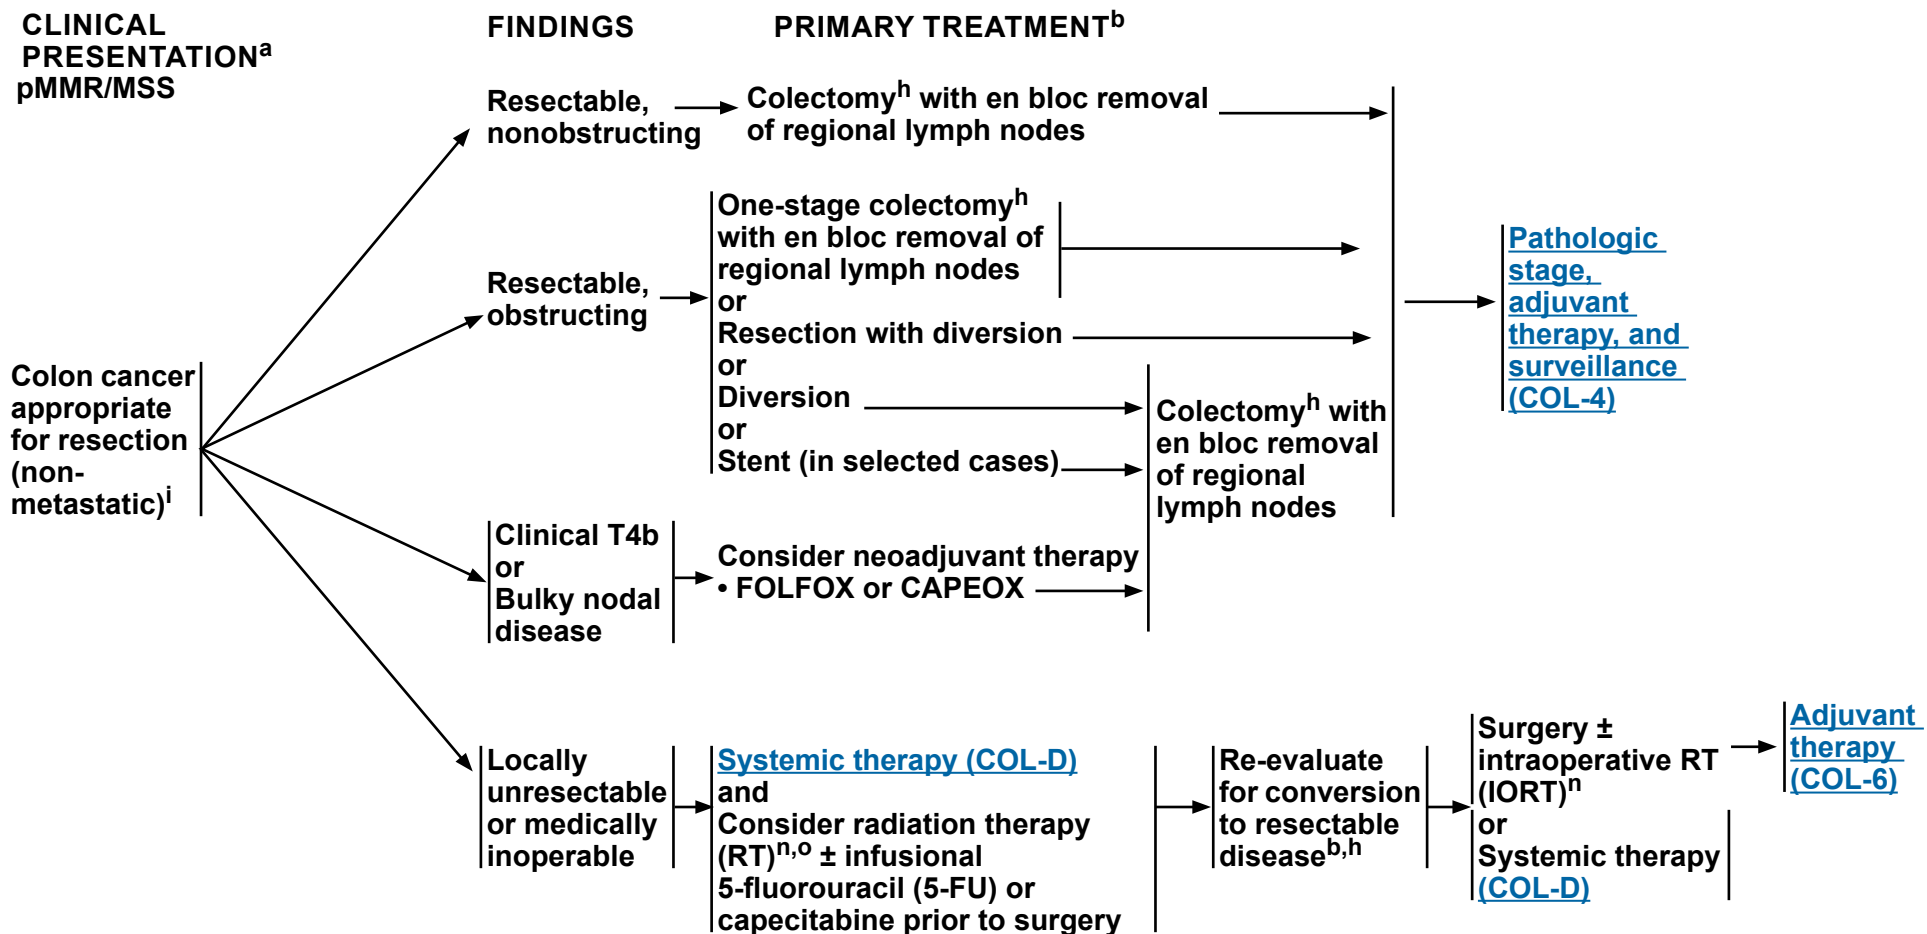 CLINICAL
PRESENTATIONa
pMMR/MSS
FINDINGS
PRIMARY TREATMENTb
Colon cancer
appropriate
for resection
(non-
metastatic)i
Resectable,
nonobstructing
Colectomyh with en bloc removal
of regional lymph nodes
Resectable,
obstructing
One-stage colectomyh
with en bloc removal of
regional lymph nodes
or
Resection with diversion
or
Diversion
or
Stent (in selected cases)
Clinical T4b
or
Bulky nodal
disease
Consider neoadjuvant therapy
• FOLFOX or CAPEOX
Colectomyh with
en bloc removal
of regional
lymph nodes
Pathologic
stage,
adjuvant
therapy, and
surveillance
(COL-4)
Locally
unresectable
or medically
inoperable
Systemic therapy (COL-D)
and
Consider radiation therapy
(RT)n,o ± infusional
5-fluorouracil (5-FU) or
capecitabine prior to surgery
Re-evaluate
for conversion
to resectable
diseaseb,h
Surgery ±
intraoperative RT
(IORT)n
or
Systemic therapy
(COL-D)
Adjuvant
therapy
(COL-6)